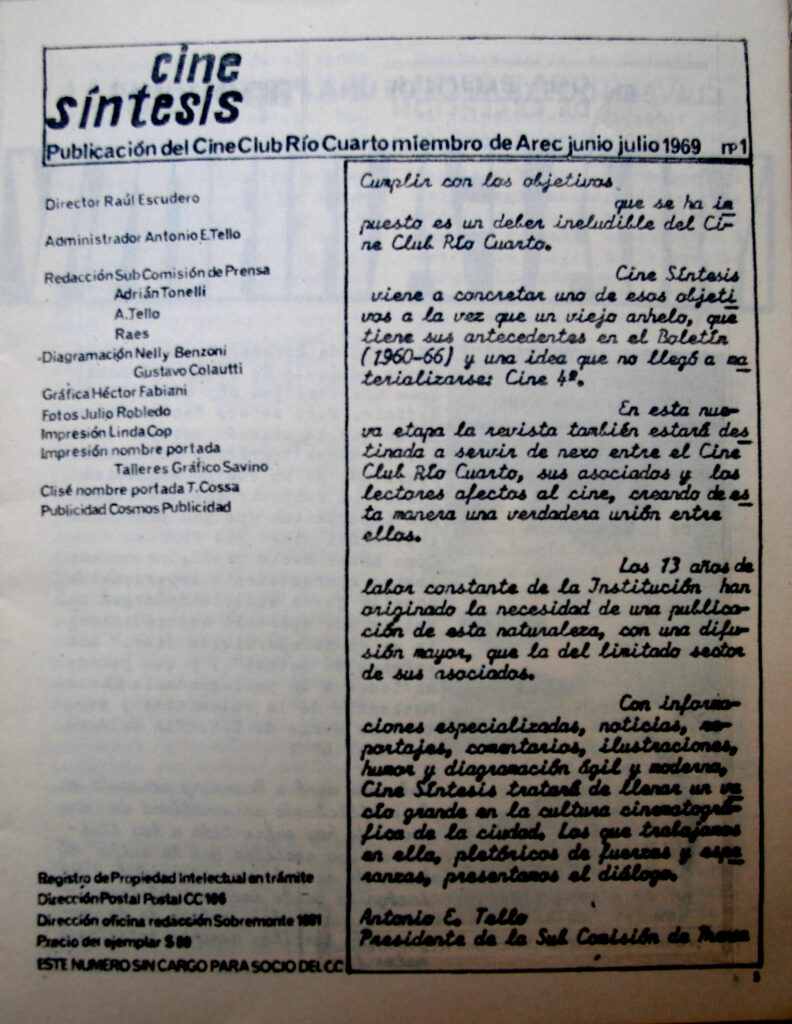 cine
síntesis
Publicación del Cine Club Río Cuarto miembro de Arec junio julio 1969 nº1
Director Raúl Escudero
Administrador Antonio E.Tello
Redacción Sub Comisión de Prensa
Adrián Tonelli
A.Tello
Raes
Diagramación Nelly Benzoni
Gustavo Colautti
Gráfica Héctor Fabiani
Fotos Julio Robledo
Impresión Linda Cop
Impresión nombre portada
Talleres Gráfico Savino
Clisé nombre portada T.Cossa
Publicidad Cosmos Publicidad
Registro de Propiedad Intelectual en trámite
Dirección Postal Postal CC 186
Dirección oficina redacción Sobremonte
Precio del ejemplar $
ESTE NUMERO SIN CARGO PARA SOCIO DEL CC
Cumplir con los objetivos
que se ha im
puesto es un deber ineludible del Ci-
ne Club Río Cuarto.
Cine Síntesis
viene a concretar uno de esos objeti
vos a la vez que un viejo anhelo, que
tiene sus antecedentes en el Boletín
(1960-66) y una idea que no llegó a ma
terializarse: Cine 4º.
En esta nue-
va etapa la revista también estará des
tinada a servir de nexo entre el Cine
Club Río Cuarto, sus asociados y los
lectores afectos al cine, creando de es
ta manera una verdadera unión entre
ellos.
Los 13 años de
labor constante de la Institución han
originado la necesidad de una publica-
ción de esta naturaleza, con una difu-
sión mayor, que la del limitado sector
de sus asociados.
Con informa-
ciones especializadas, noticias, re-
portajes, comentarios, ilustraciones,
humor y diagramación ágil y moderna,
Cine Síntesis tratará de llenar un va
cío grande en la cultura cinematográ-
fica de la ciudad. Los que trabajamos
en ella, pletóricos de fuerzas y espe
ranzas, presentamos el diálogo.
Antonio E. Tello
Presidente de la Sub Comisión de Prensa